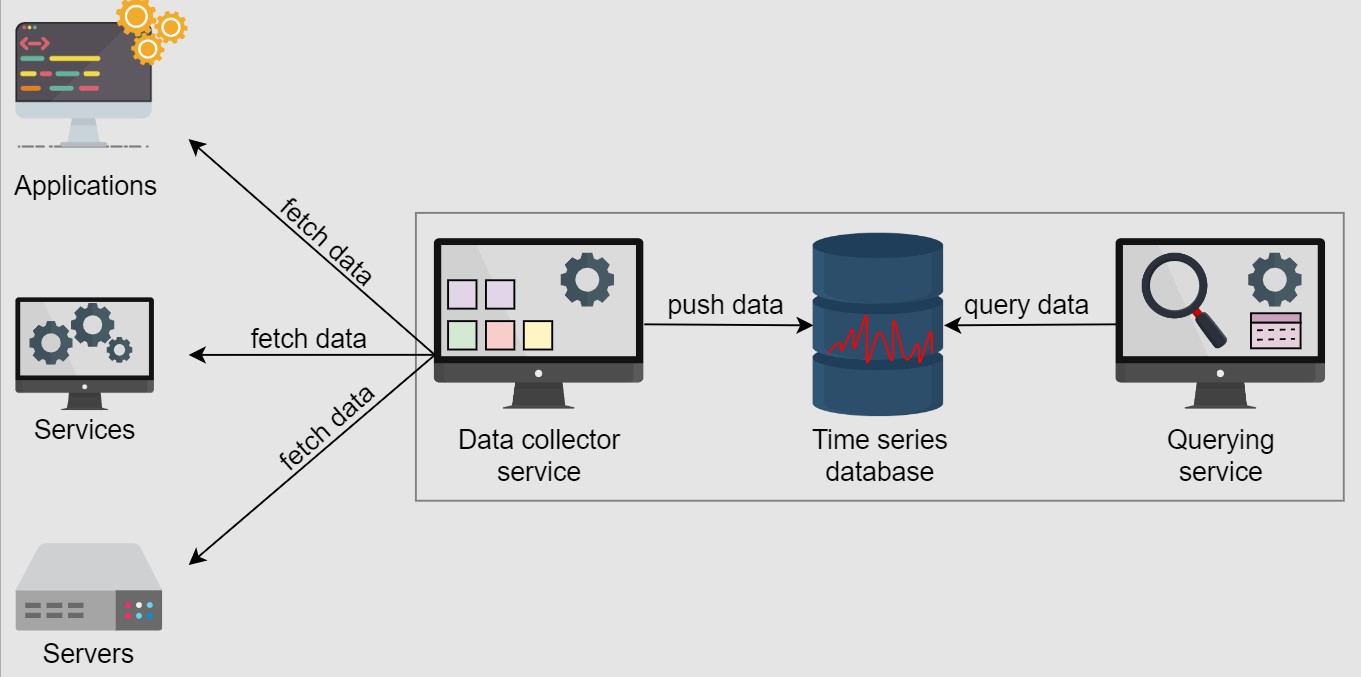 Applications
fetch data
fetch data
fetch data
Services
Servers
push data
query data
Data collector
service
Time series
database
Querying
service